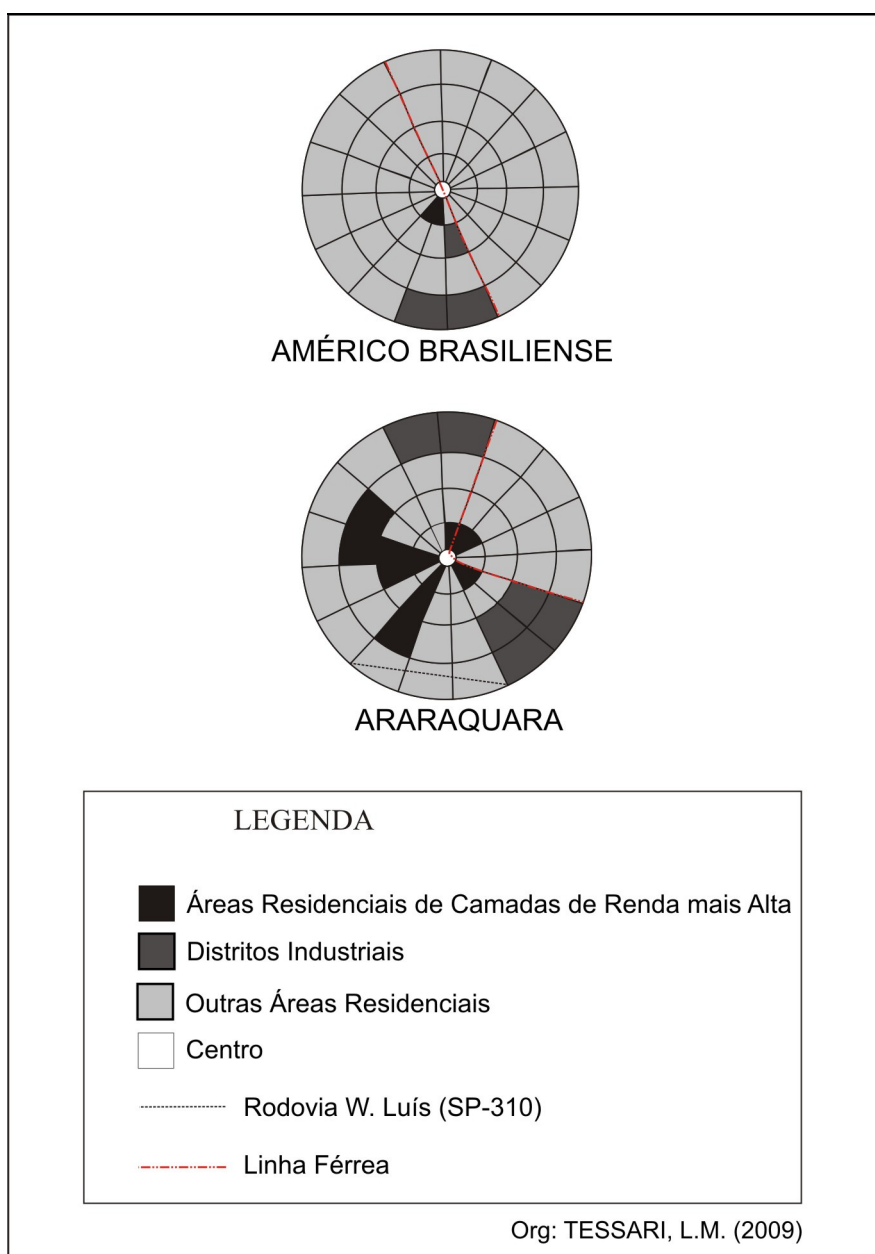 AMÉRICO BRASILIENSE
ARARAQUARA
LEGENDA
Áreas Residenciais de Camadas de Renda mais Alta
Distritos Industriais
Outras Áreas Residenciais
Centro
Rodovia W. Luís (SP-310)
Linha Férrea
Org: TESSARI, L.M. (2009)